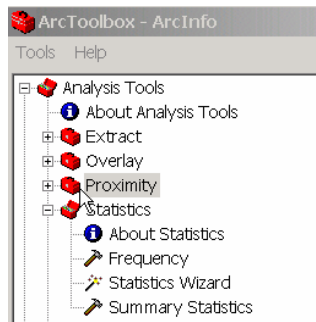 ArcToolbox - ArcInfo
Tools Help
Analysis Tools
About Analysis Tools
Extract
Overlay
Proximity
Statistics
About Statistics
Frequency
Statistics Wizard
Summary Statistics